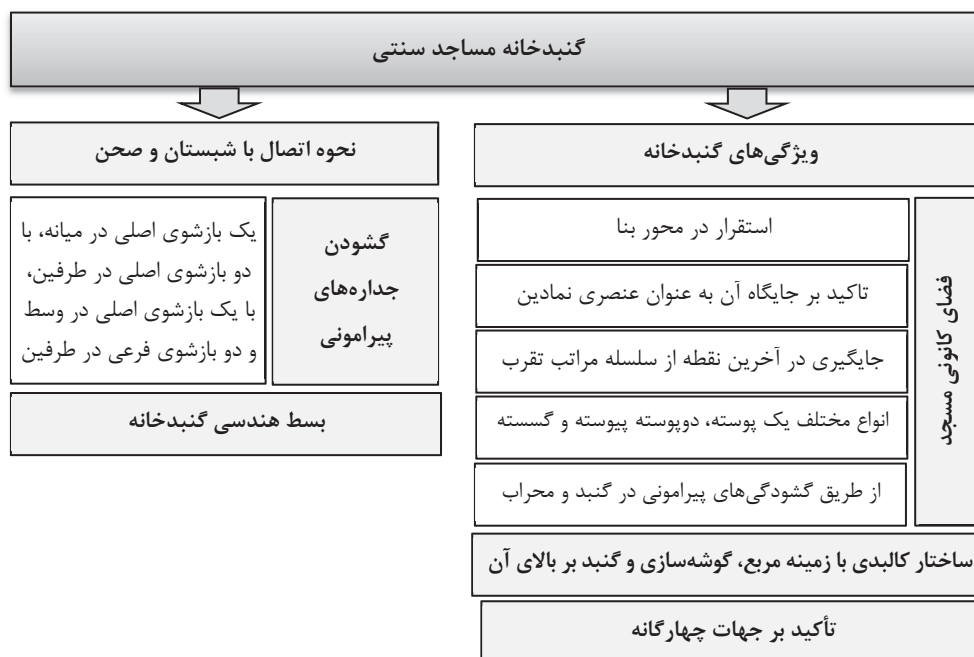 گنبدخانه مساجد سنتی
ویژگی‌های گنبدخانه
فضای کانونی مسجد
استقرار در محور بنا
تاکید بر جایگاه آن به عنوان عنصری نمادین
جایگیری در آخرین نقطه از سلسله مراتب تقرب
انواع مختلف یک پوسته، دوپوسته پیوسته و گسسته
از طریق گشودگی‌های پیرامونی در گنبد و محراب
ساختار کالبدی با زمینه مربع، گوشه‌سازی و گنبد بر بالای آن
تأکید بر جهات چهارگانه
نحوه اتصال با شبستان و صحن
گشودن
جداره‌های
پیرامونی
یک بازشوی اصلی در میانه، با
دو بازشوی اصلی در طرفین،
با یک بازشوی اصلی در وسط
و دو بازشوی فرعی در طرفین
بسط هندسی گنبدخانه